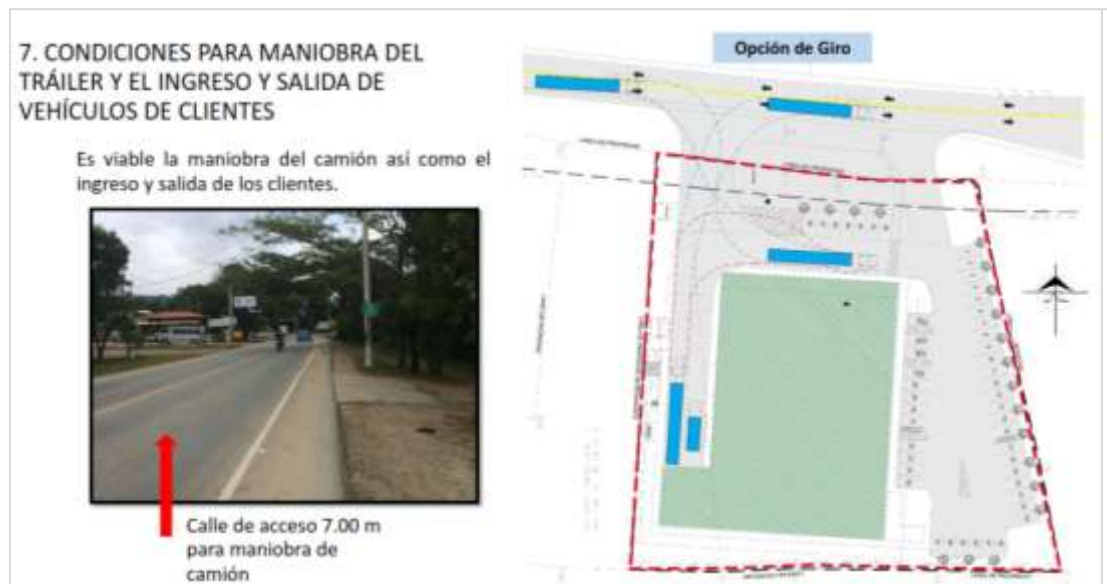 7. CONDICIONES PARA MANIOBRA DEL
TRÁILER Y EL INGRESO Y SALIDA DE
VEHÍCULOS DE CLIENTES
Es viable la maniobra del camión así como el
ingreso y salida de los clientes.
Calle de acceso 7.00 m
para maniobra de
camión
Opción de Giro